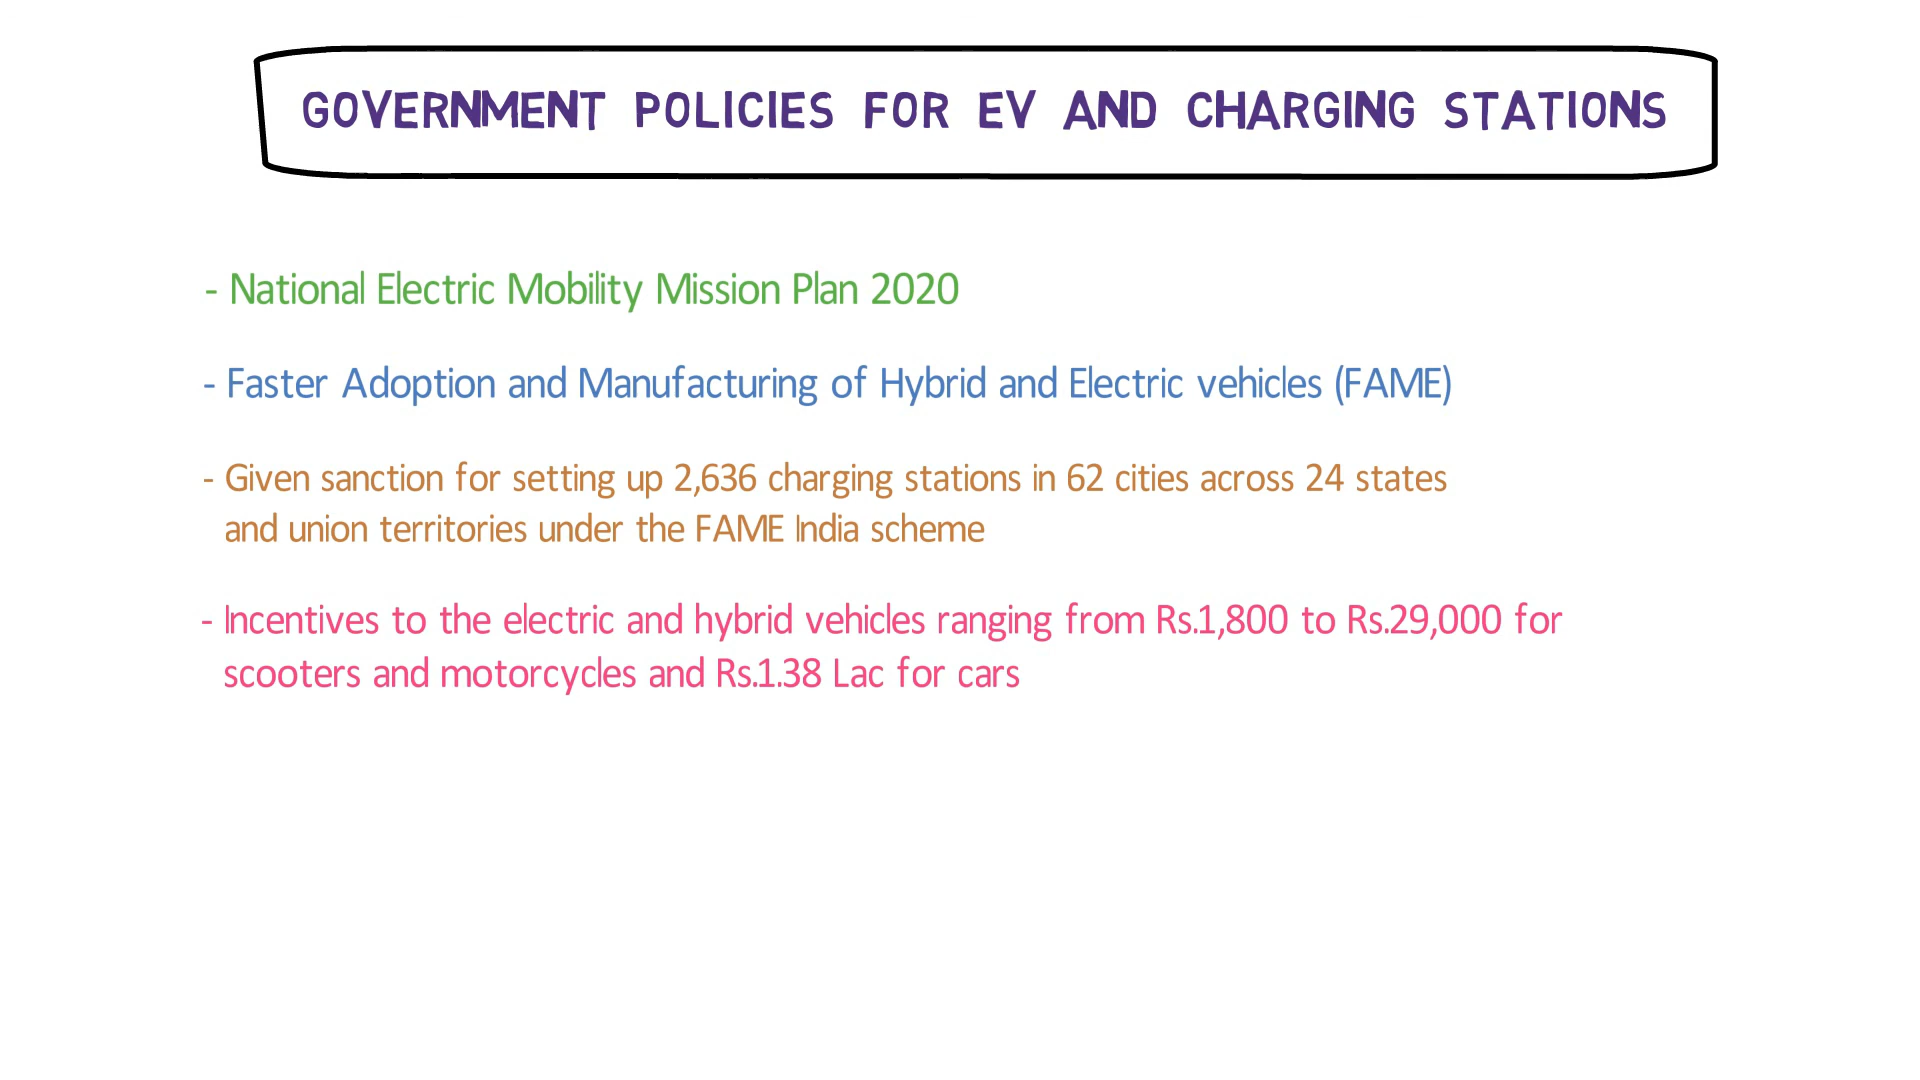 GOVERNMENT POLICIES FOR EV AND CHARGING STATIONS
- National Electric Mobility Mission Plan 2020
- Faster Adoption and Manufacturing of Hybrid and Electric vehicles (FAME)
- Given sanction for setting up 2,636 charging stations in 62 cities across 24 states
and union territories under the FAME India scheme
- Incentives to the electric and hybrid vehicles ranging from Rs.1,800 to Rs.29,000 for
scooters and motorcycles and Rs.1.38 Lac for cars